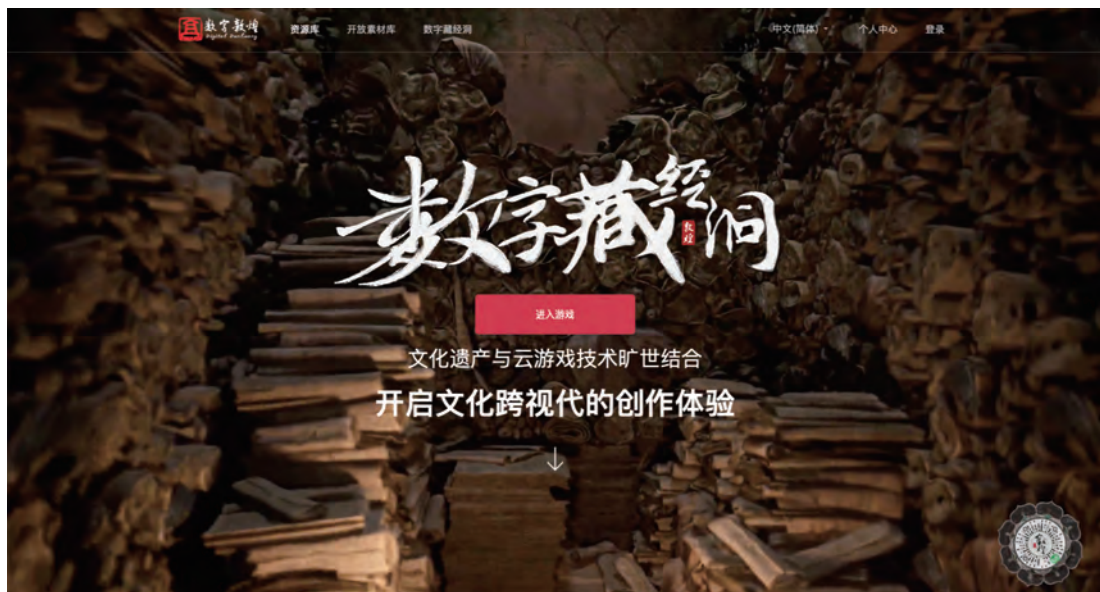 数字敦煌
Digital Dunhuang
资源库
开放素材库
数字藏经洞
中文(简体)
个人中心
登录
数字藏经洞
敦煌
进入游戏
文化遗产与云游戏技术旷世结合
开启文化跨视代的创作体验